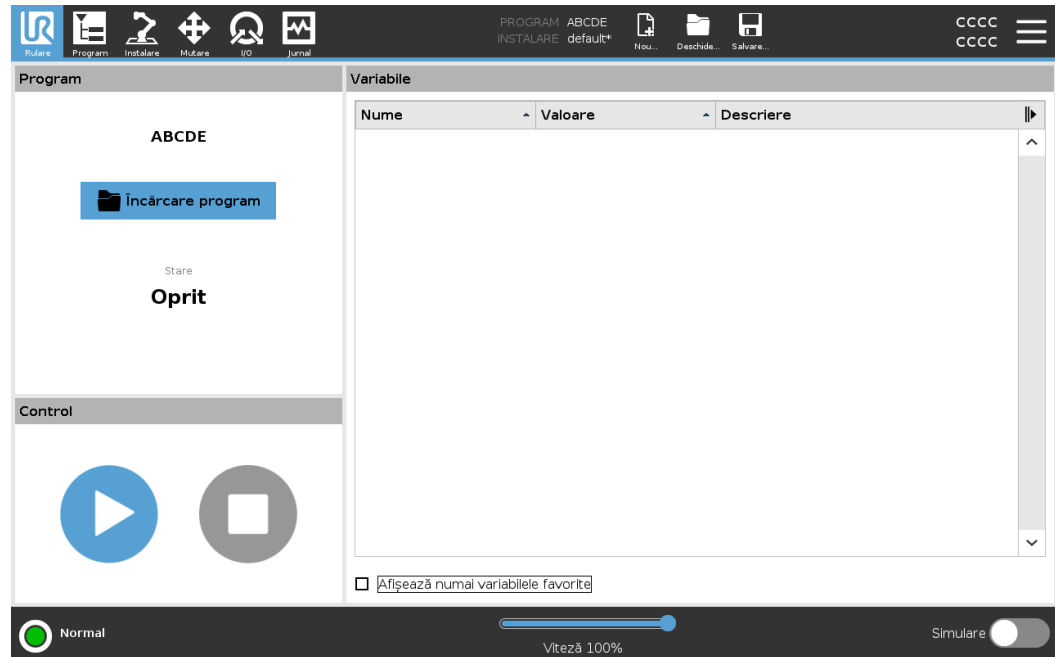 Rulare
Program
Instalare
Mutare
I/O
Jurnal
PROGRAM ABCDE
INSTALARE default*
Nou...
Deschide...
Salvare...
CCCC
CCCC
Program
ABCDE
Încărcare program
Stare
Oprit
Control
Variabile
Nume
Valoare
Descriere
Afișează numai variabilele favorite
Normal
Viteză 100%
Simulare